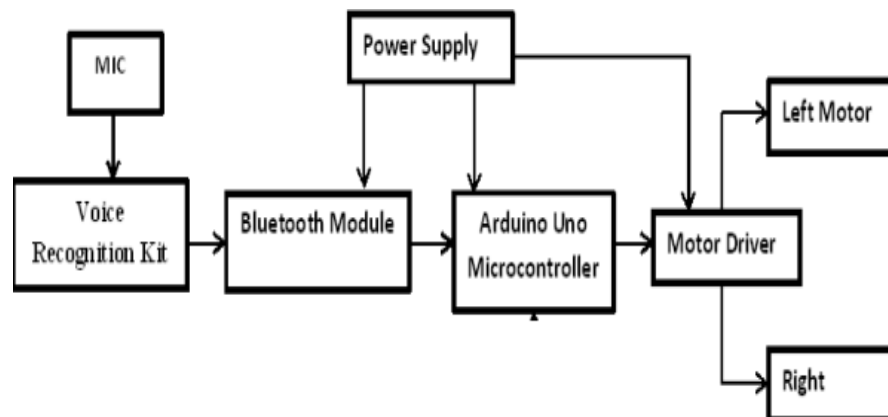 MIC
Power Supply
Left Motor
Voice
Recognition Kit
Bluetooth Module
Arduino Uno
Microcontroller
Motor Driver
Right